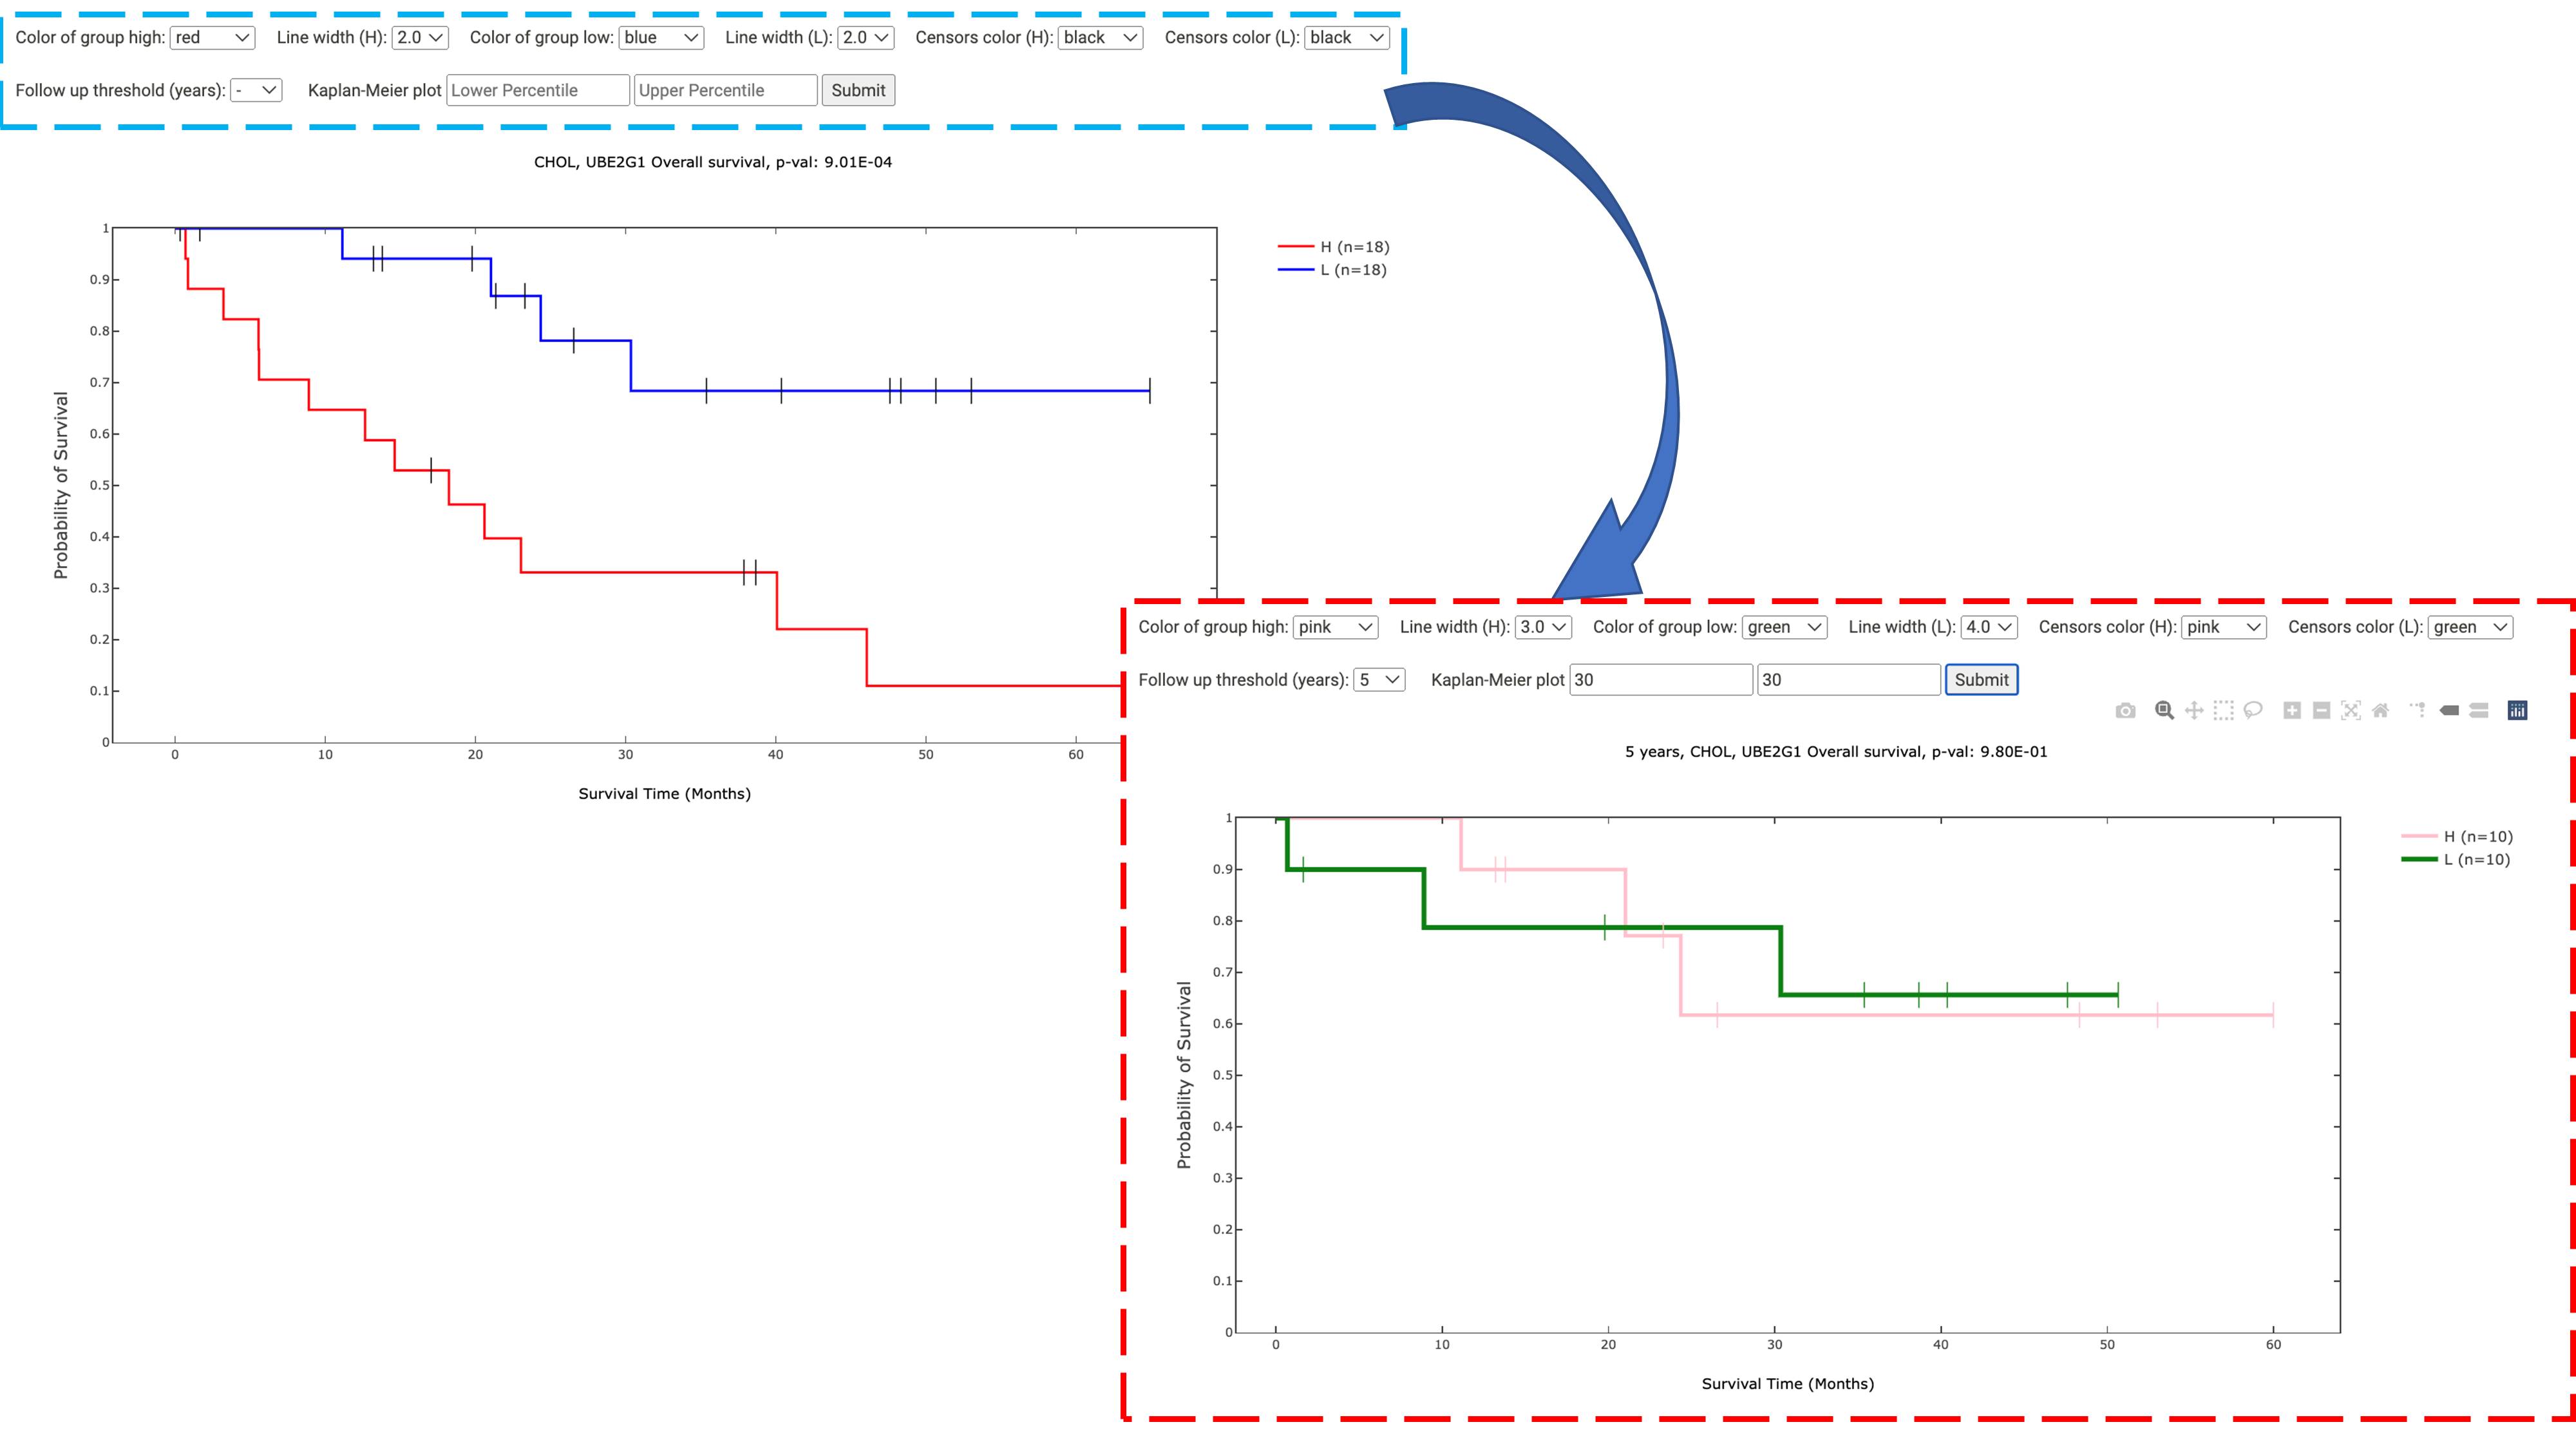 Color of group high: red Line width (H): 2.0 Color of group low: blue Line width (L): 2.0 Censors color (H): black Censors color (L): black
Follow up threshold (years): - Kaplan-Meier plot Lower Percentile Upper Percentile Submit
CHOL, UBE2G1 Overall survival, p-val: 9.01E-04
H (n=18)
L (n=18)
1
0.9
0.8
0.7
0.6
0.5
0.4
0.3
0.2
0.1
0
Probability of Survival
0 10 20 30 40 50 60
Survival Time (Months)
Color of group high: pink Line width (H): 3.0 Color of group low: green Line width (L): 4.0 Censors color (H): pink Censors color (L): green
Follow up threshold (years): 5 Kaplan-Meier plot 30 30 Submit
5 years, CHOL, UBE2G1 Overall survival, p-val: 9.80E-01
H (n=10)
L (n=10)
1
0.9
0.8
0.7
0.6
0.5
0.4
0.3
0.2
0.1
0
Probability of Survival
0 10 20 30 40 50 60
Survival Time (Months)